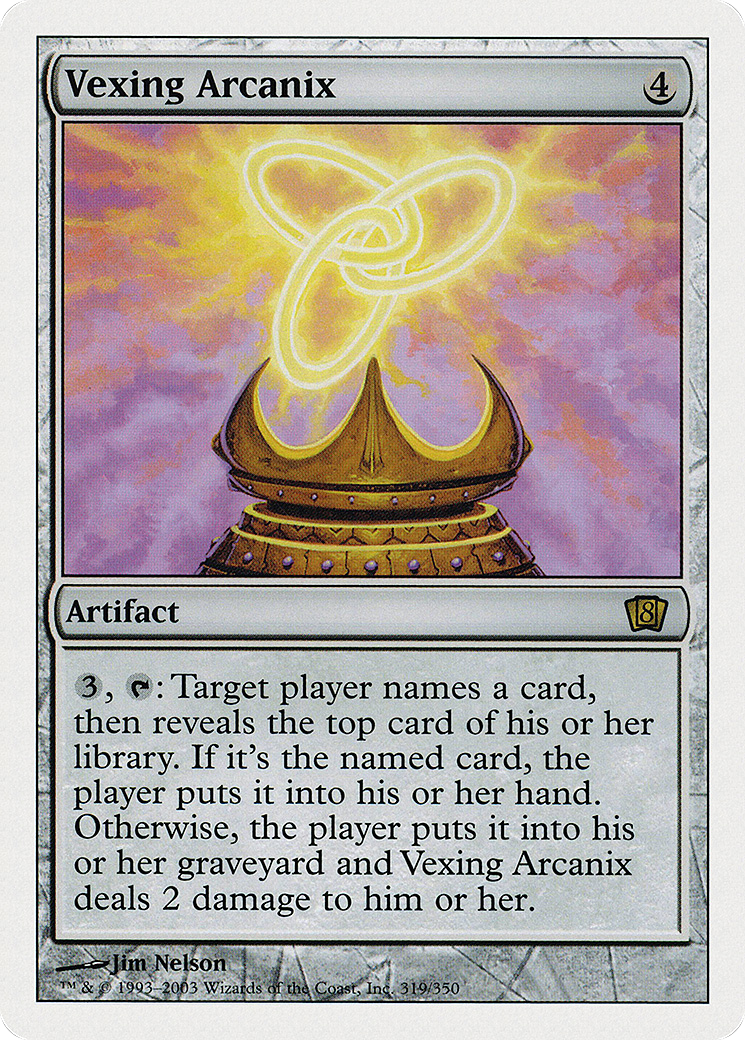 Vexing Arcanix 4
Artifact 8
3, : Target player names a card,
then reveals the top card of his or her
library. If it's the named card, the
player puts it into his or her hand.
Otherwise, the player puts it into his
or her graveyard and Vexing Arcanix
deals 2 damage to him or her.
Jim Nelson
™ & © 1993–2003 Wizards of the Coast, Inc. 319/350